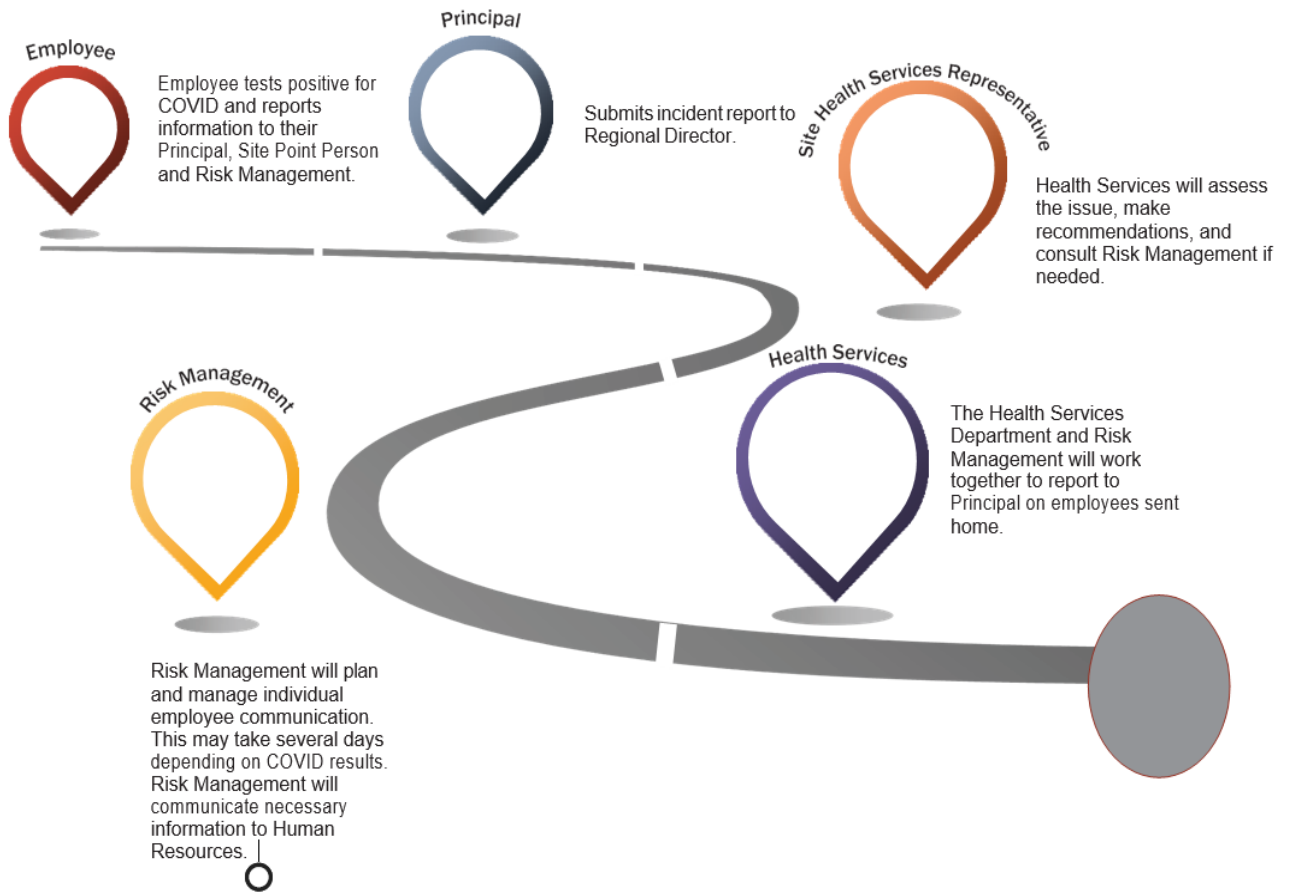 Employee
Employee tests positive for
COVID and reports
information to their
Principal, Site Point Person
and Risk Management.
Principal
Submits incident report to
Regional Director.
Site Health Services Representative
Health Services will assess
the issue, make
recommendations, and
consult Risk Management if
needed.
Risk Management
Risk Management will plan
and manage individual
employee communication.
This may take several days
depending on COVID results.
Risk Management will
communicate necessary
information to Human
Resources.
Health Services
The Health Services
Department and Risk
Management will work
together to report to
Principal on employees sent
home.